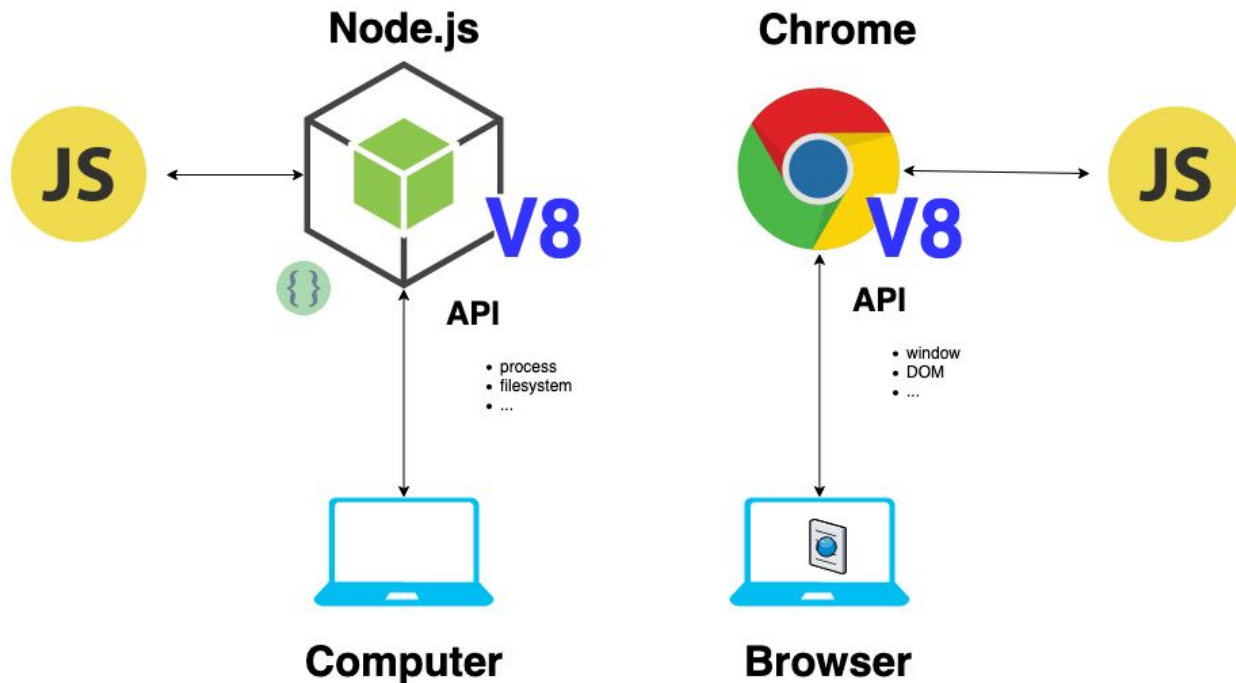 Node.js
Chrome
JS
V8
{ }
API
• process
• filesystem
• ...
V8
JS
API
• window
• DOM
• ...
Computer
Browser